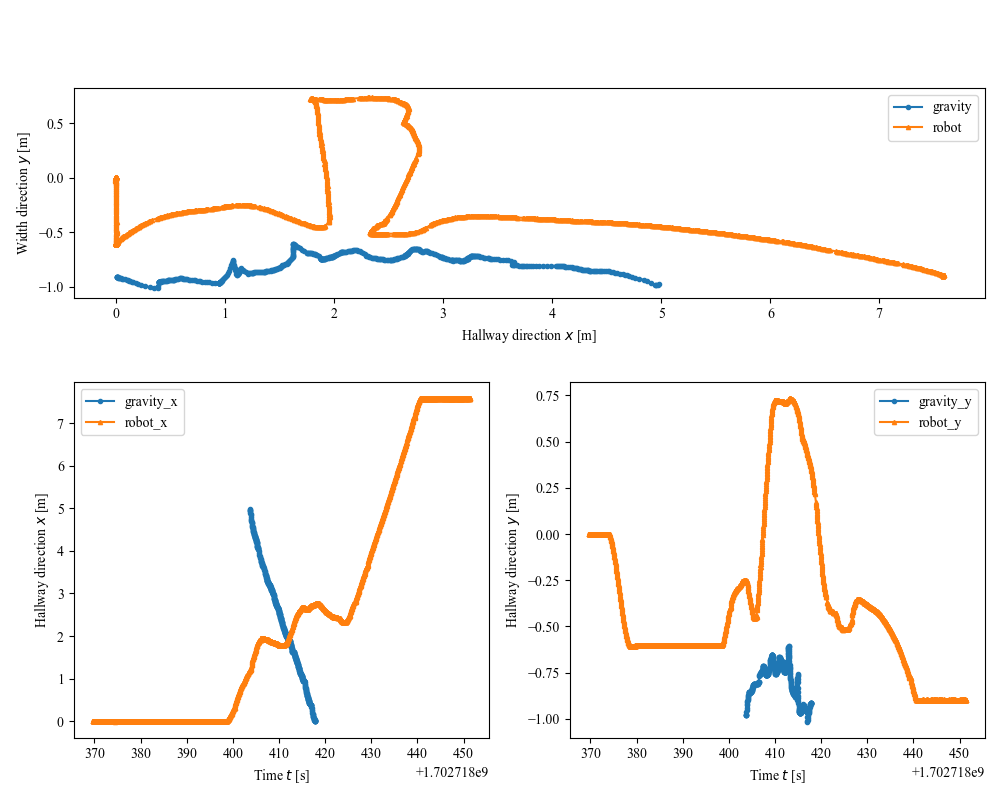 gravity
robot
Width direction y [m]
0.5
0.0
−0.5
−1.0
0 1 2 3 4 5 6 7
Hallway direction x [m]
gravity_x
robot_x
Hallway direction x [m]
7
6
5
4
3
2
1
0
370 380 390 400 410 420 430 440 450
Time t [s]
+1.702718e9
gravity_y
robot_y
Hallway direction y [m]
0.75
0.50
0.25
0.00
−0.25
−0.50
−0.75
−1.00
370 380 390 400 410 420 430 440 450
Time t [s]
+1.702718e9